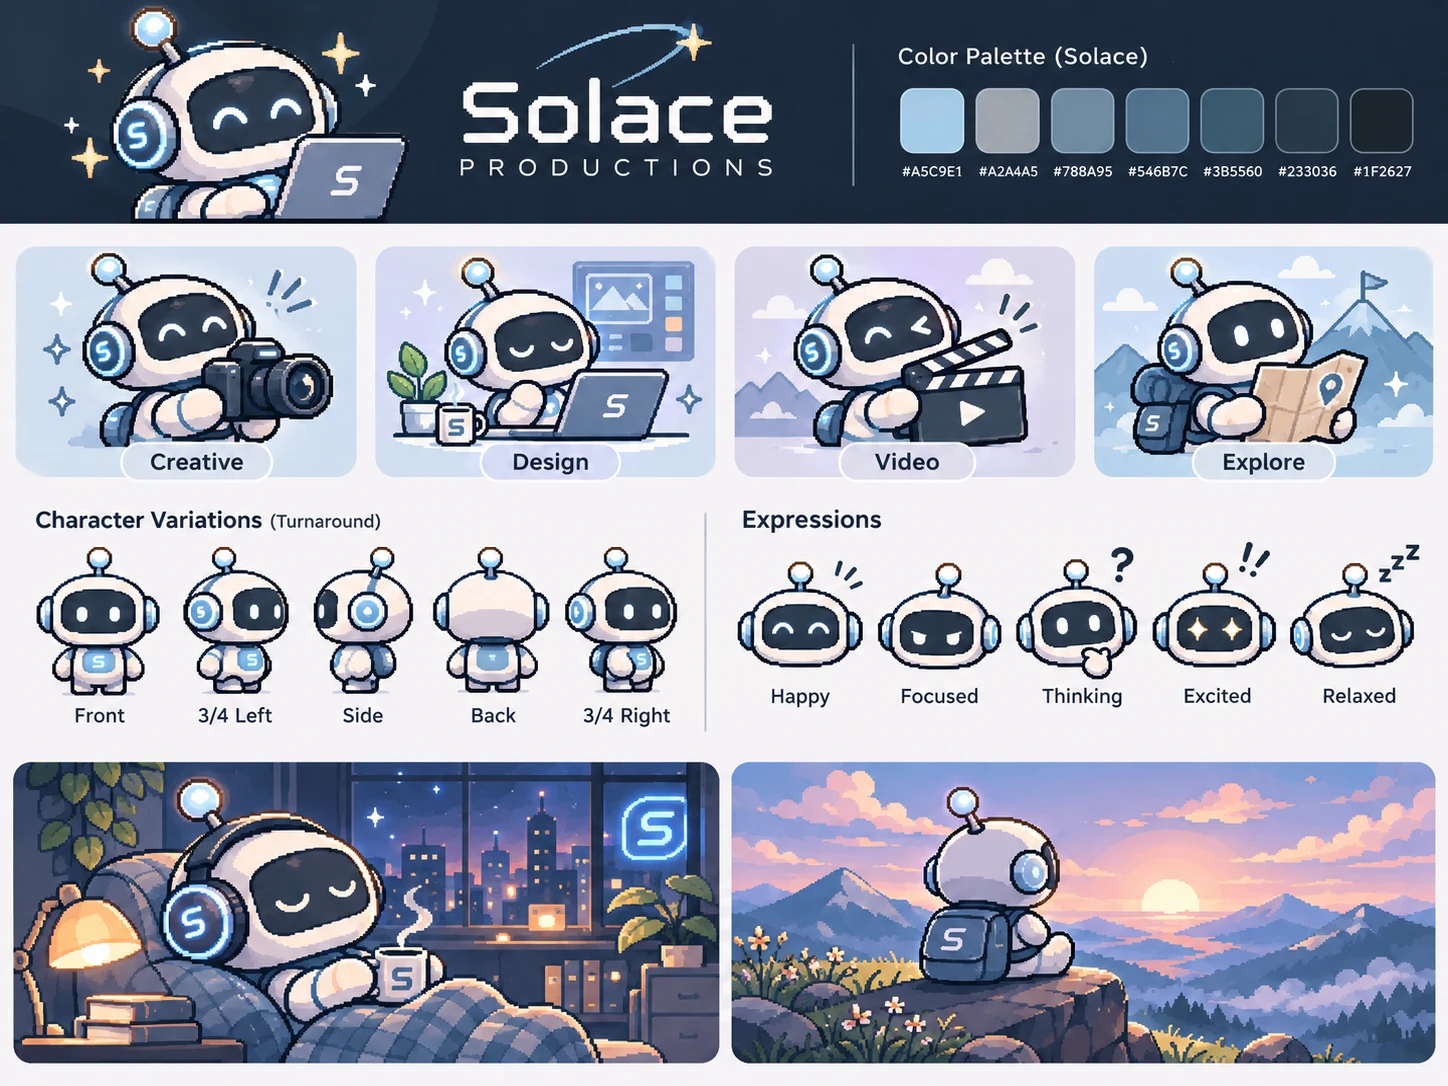 S
S
F
Solace
PRODUCTIONS
Color Palette (Solace)
#A5C9E1 #A2A4A5 #788A95 #546B7C #3B5560 #233036 #1F2627
S
Creative
S
S
S
Design
S
Video
S
S
Explore
Character Variations (Turnaround)
S
S
S
S
Front
3/4 Left
Side
Back
3/4 Right
Expressions
?
!!
zzZ
Happy
Focused
Thinking
Excited
Relaxed
S
S
S
S